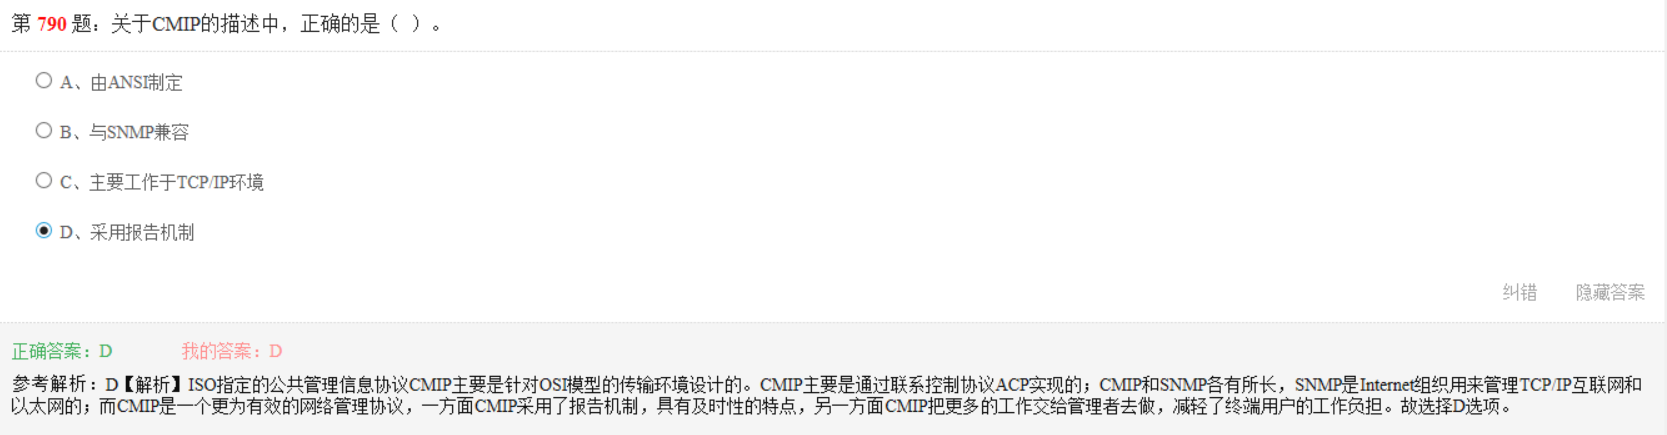 第 790 题：关于CMIP的描述中，正确的是（ ）。
A、由ANSI制定
B、与SNMP兼容
C、主要工作于TCP/IP环境
D、采用报告机制
纠错 隐藏答案
正确答案：D 我的答案：D
参考解析：D【解析】ISO指定的公共管理信息协议CMIP主要是针对OSI模型的传输环境设计的。CMIP主要是通过联系控制协议ACP实现的；CMIP和SNMP各有所长，SNMP是Internet组织用来管理TCP/IP互联网和
以太网的；而CMIP是一个更为有效的网络管理协议，一方面CMIP采用了报告机制，具有及时性的特点，另一方面CMIP把更多的工作交给管理者去做，减轻了终端用户的工作负担。故选择D选项。